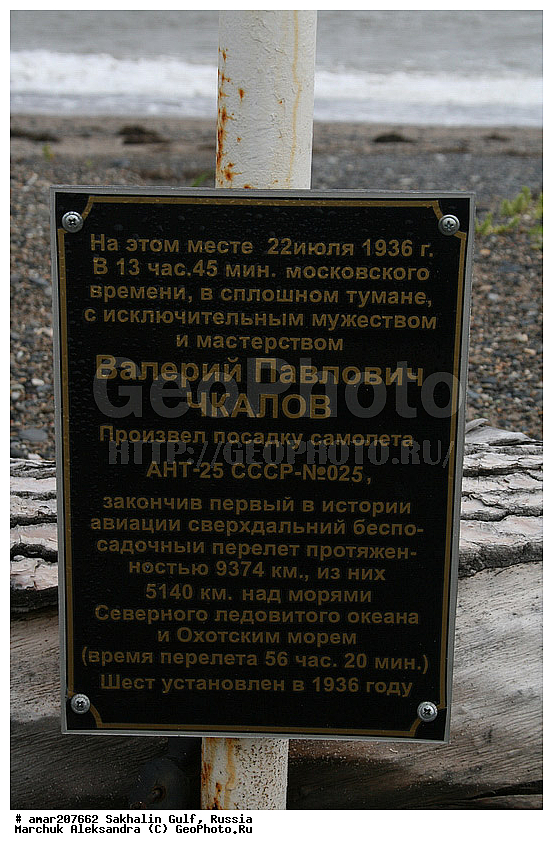 На этом месте 22июля 1936 г.
В 13 час.45 мин. московского
времени, в сплошном тумане,
с исключительным мужеством
и мастерством
Валерий Павлович
ЧКАЛОВ
GeoPhoto
Произвел посадку самолета
HTTP://GEOPHOTO.RU/
АНТ-25 СССР-№025,
закончив первый в истории
авиации сверхдальний беспо-
садочный перелет протяжен-
ностью 9374 км., из них
5140 км. над морями
Северного ледовитого океана
и Охотским морем
(время перелета 56 час. 20 мин.)
Шест установлен в 1936 году
# amar207662 Sakhalin Gulf, Russia
Marchuk Aleksandra (C) GeoPhoto.Ru